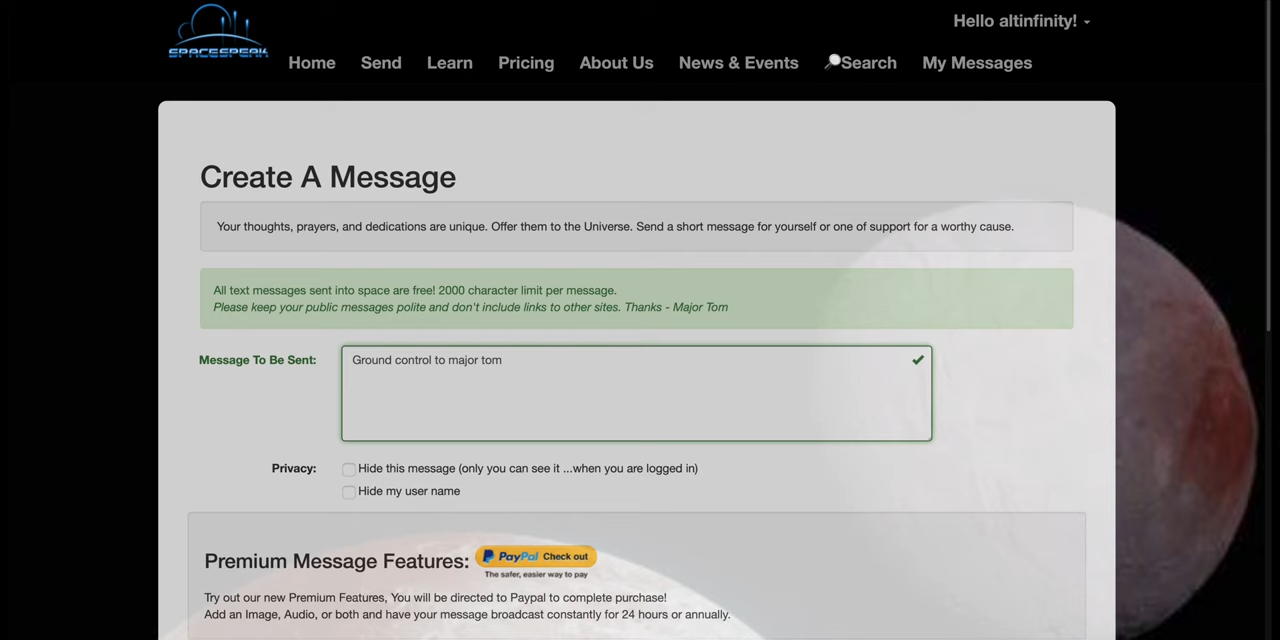 Hello altinfinity!
SPACESPEAK
Home Send Learn Pricing About Us News & Events Search My Messages
Create A Message
Your thoughts, prayers, and dedications are unique. Offer them to the Universe. Send a short message for yourself or one of support for a worthy cause.
All text messages sent into space are free! 2000 character limit per message.
Please keep your public messages polite and don't include links to other sites. Thanks - Major Tom
Message To Be Sent: Ground control to major tom
Privacy: Hide this message (only you can see it ...when you are logged in)
Hide my user name
Premium Message Features: PayPal Check out
The safer, easier way to pay
Try out our new Premium Features, You will be directed to Paypal to complete purchase!
Add an Image, Audio, or both and have your message broadcast constantly for 24 hours or annually.